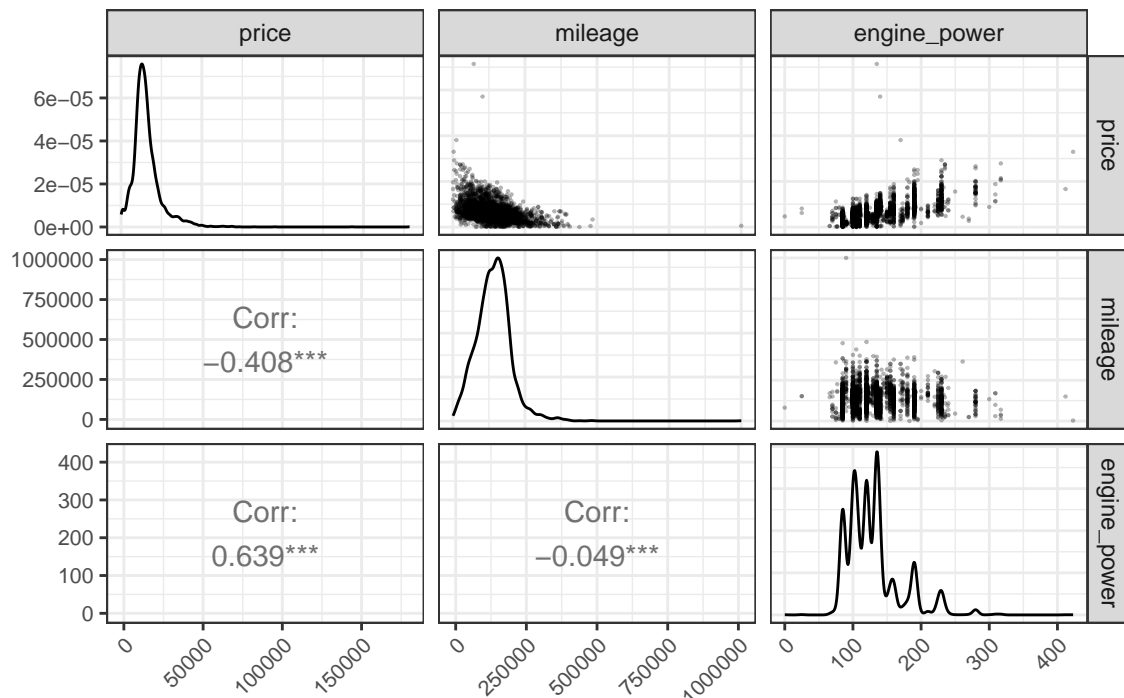 price
mileage
engine_power
6e−05
4e−05
2e−05
0e+00
price
1000000
750000
500000
250000
0
Corr:
−0.408***
mileage
400
300
200
100
0
Corr:
0.639***
Corr:
−0.049***
engine_power
0
50000
100000
150000
0
250000
500000
750000
1000000
0
100
200
300
400